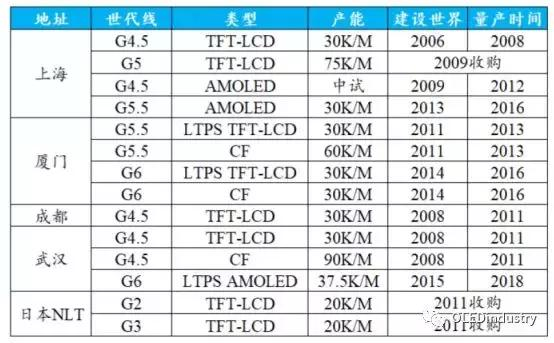 地址 世代线 类型 产能 建设世界 量产时间
上海 G4.5 TFT-LCD 30K/M 2006 2008
G5 TFT-LCD 75K/M 2009收购
G4.5 AMOLED 中试 2009 2012
G5.5 AMOLED 30K/M 2013 2016
厦门 G5.5 LTPS TFT-LCD 30K/M 2011 2013
G5.5 CF 60K/M 2011 2013
G6 LTPS TFT-LCD 30K/M 2014 2016
G6 CF 30K/M 2014 2016
成都 G4.5 TFT-LCD 30K/M 2008 2011
武汉 G4.5 TFT-LCD 30K/M 2008 2011
G4.5 CF 90K/M 2008 2011
G6 LTPS AMOLED 37.5K/M 2015 2018
日本NLT G2 TFT-LCD 20K/M 2011收购
G3 TFT-LCD 20K/M 2011收购
OLEDindustry